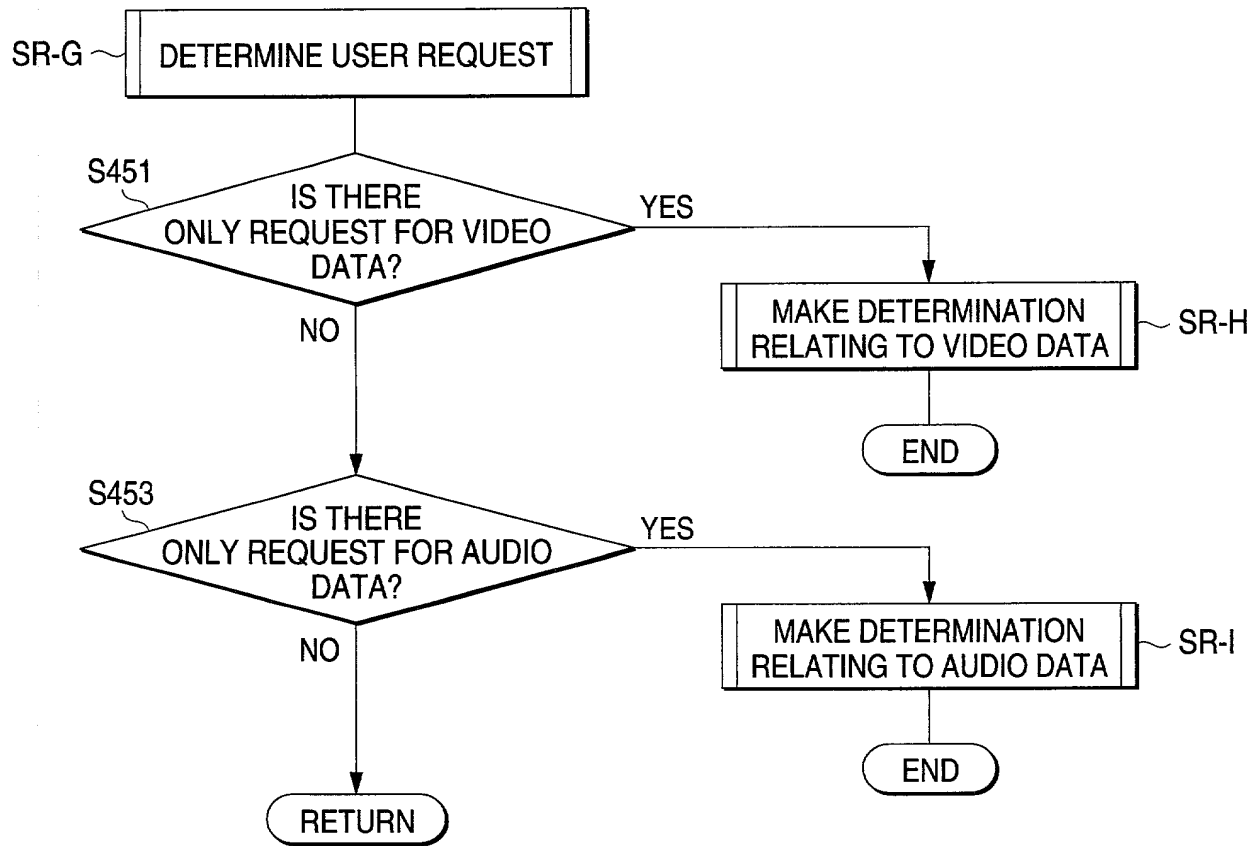 SR-G
DETERMINE USER REQUEST
S451
IS THERE
ONLY REQUEST FOR VIDEO
DATA?
YES
NO
MAKE DETERMINATION
RELATING TO VIDEO DATA
SR-H
END
S453
IS THERE
ONLY REQUEST FOR AUDIO
DATA?
YES
NO
MAKE DETERMINATION
RELATING TO AUDIO DATA
SR-I
END
RETURN